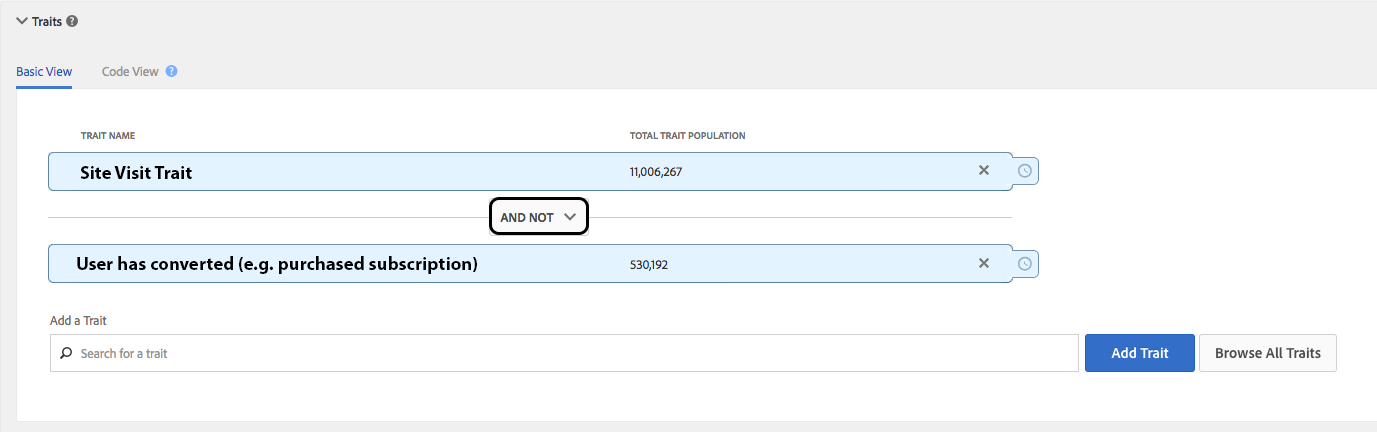 Traits ?
Basic View Code View ?
TRAIT NAME TOTAL TRAIT POPULATION
Site Visit Trait 11,006,267
AND NOT
User has converted (e.g. purchased subscription) 530,192
Add a Trait
Search for a trait Add Trait Browse All Traits